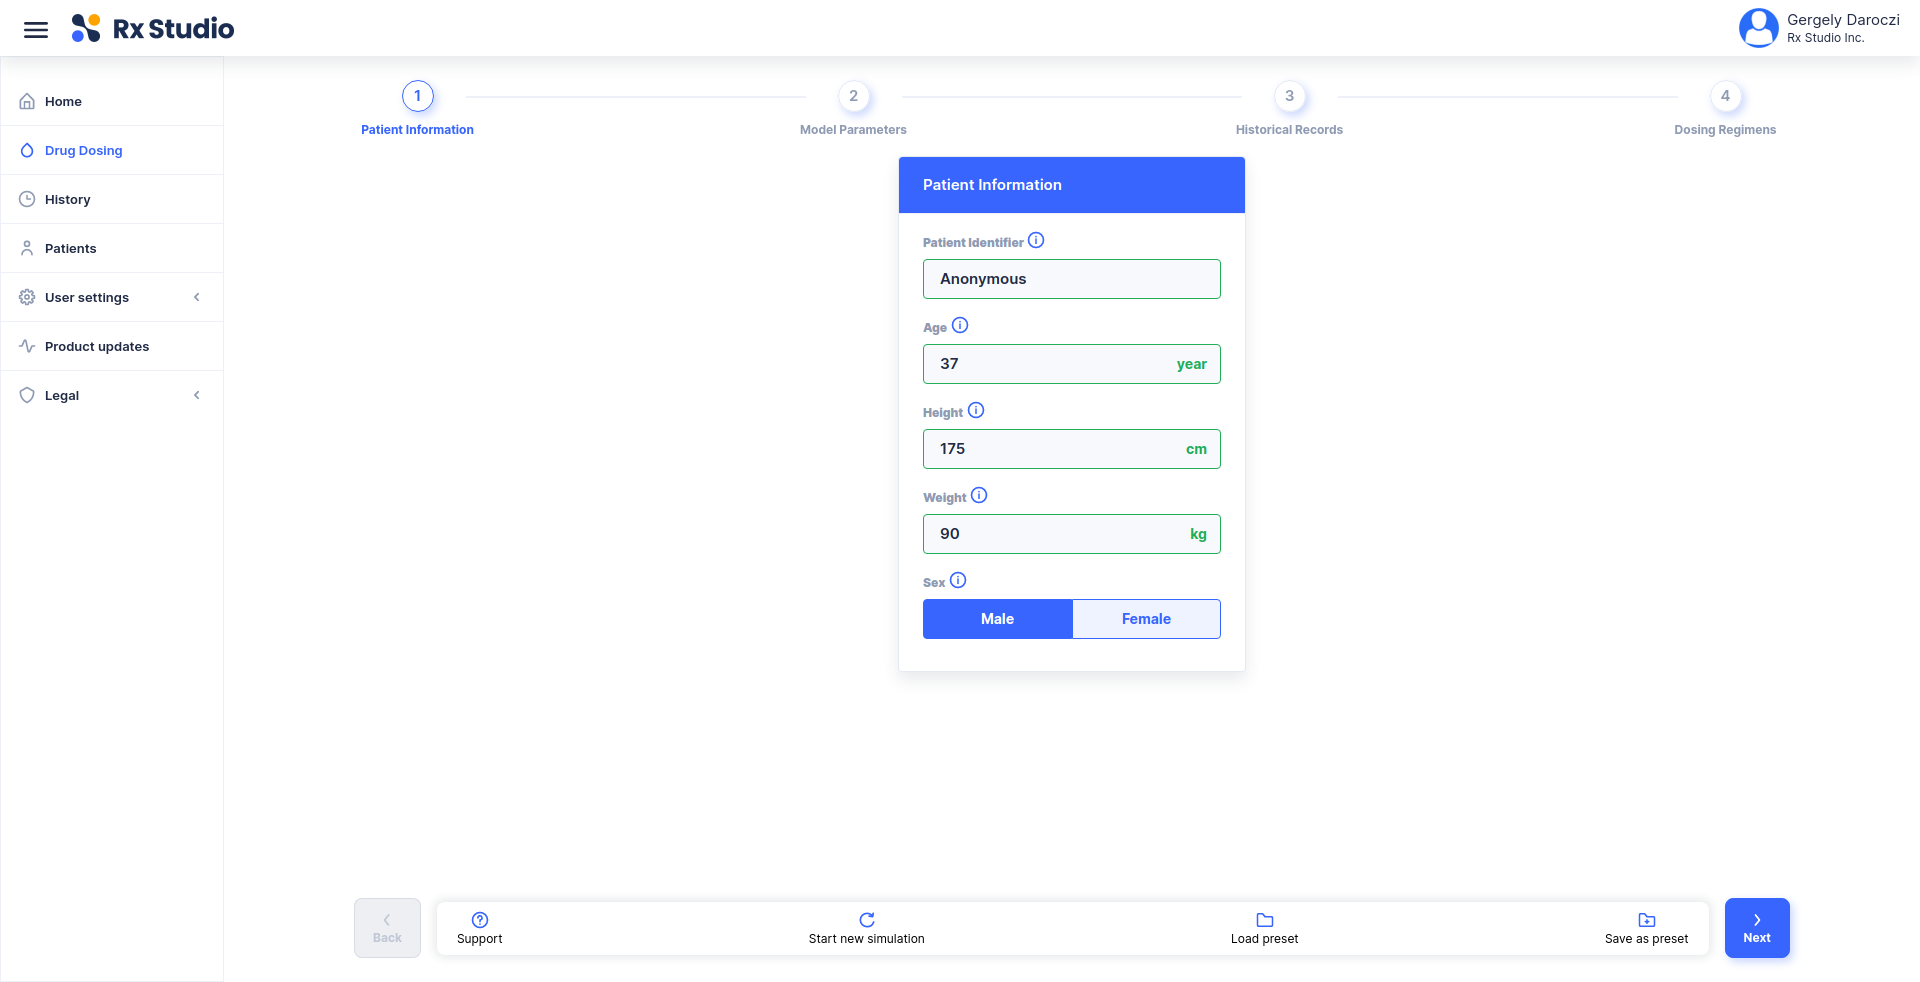 Rx Studio
Gergely Daroczi
Rx Studio Inc.
Home
Drug Dosing
History
Patients
User settings
Product updates
Legal
1
Patient Information
2
Model Parameters
3
Historical Records
4
Dosing Regimens
Patient Information
Patient Identifier
Anonymous
Age
37 year
Height
175 cm
Weight
90 kg
Sex
Male Female
Back
Support
Start new simulation
Load preset
Save as preset
Next